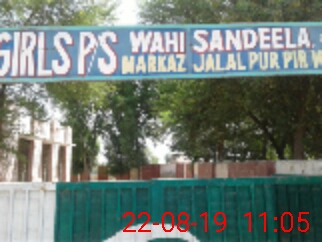 GIRLS P/S WAHI SANDEELA.
MARKAZ JALAL PUR PIR W
22-08-19 11:05